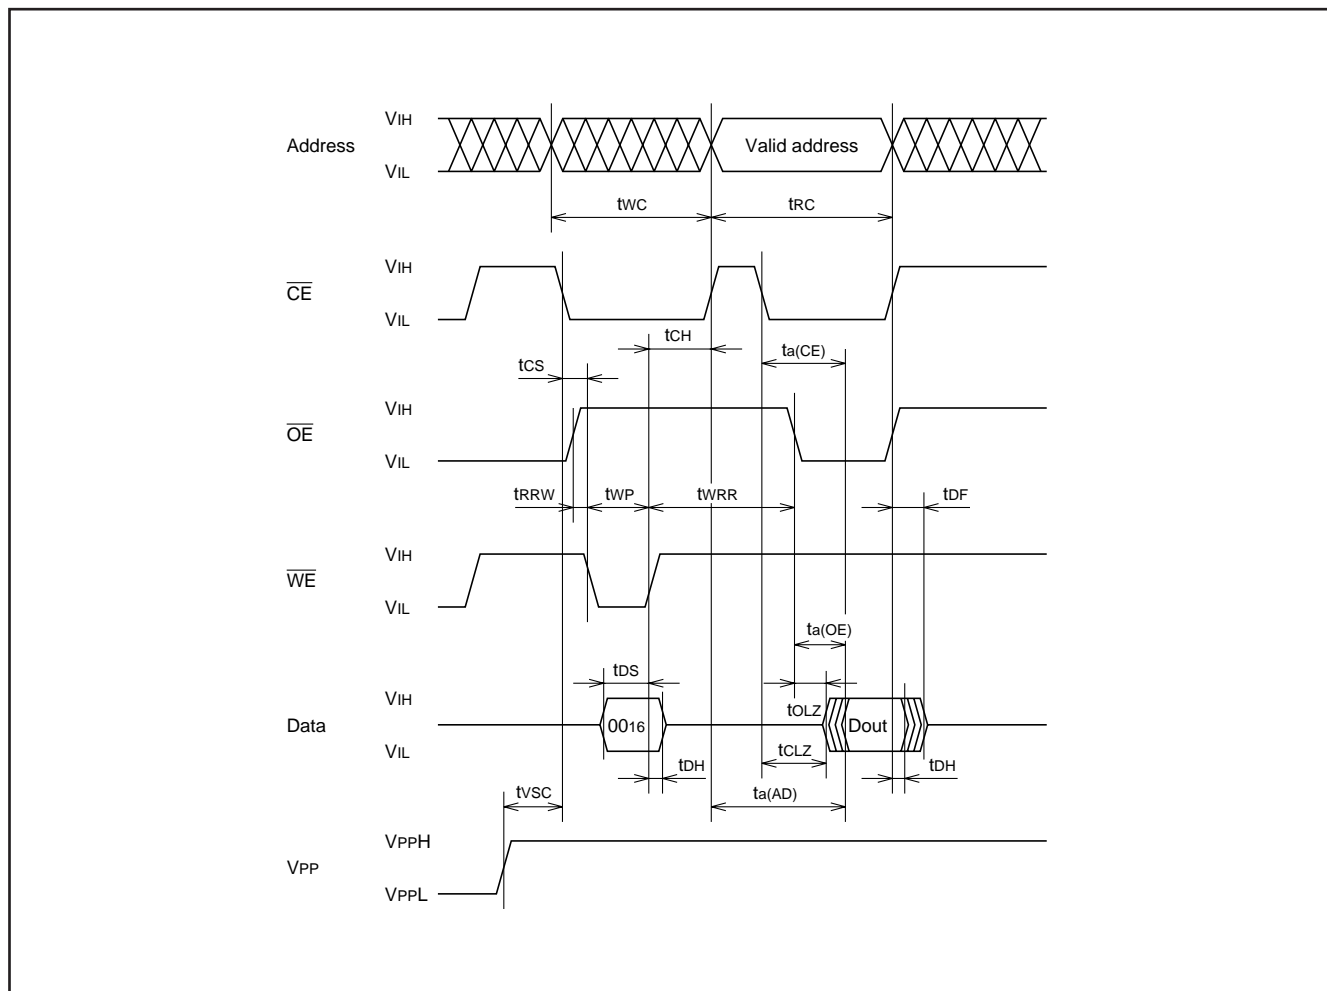 VIH
Address
Valid address
VIL
tWC
tRC
VIH
CE
VIL
tCH
ta(CE)
tCS
VIH
OE
VIL
tRRW
tWP
tWRR
tDF
VIH
WE
VIL
ta(OE)
tDS
VIH
tOLZ
Data
0016
Dout
VIL
tCLZ
tDH
tDH
tVSC
ta(AD)
VPPH
VPP
VPPL